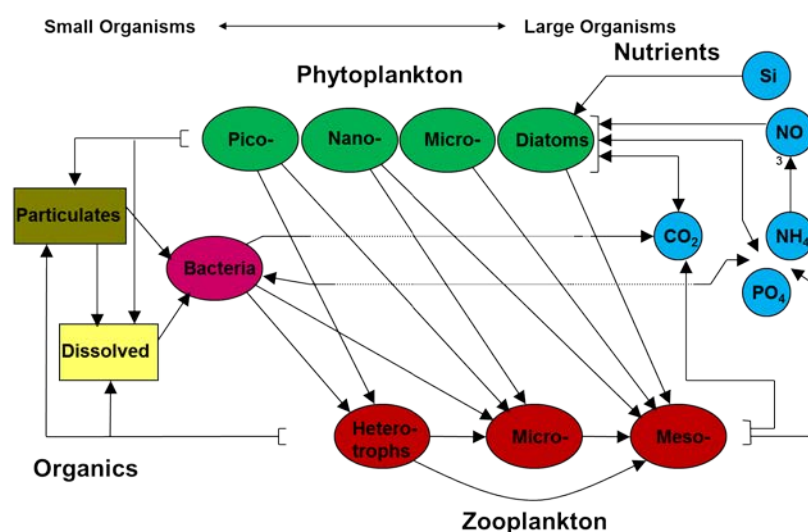 Small Organisms
Large Organisms
Nutrients
Phytoplankton
Si
Pico-
Nano-
Micro-
Diatoms
NO
3
Particulates
Bacteria
CO₂
NH₄
PO₄
Dissolved
Hetero-
trophs
Micro-
Meso-
Organics
Zooplankton